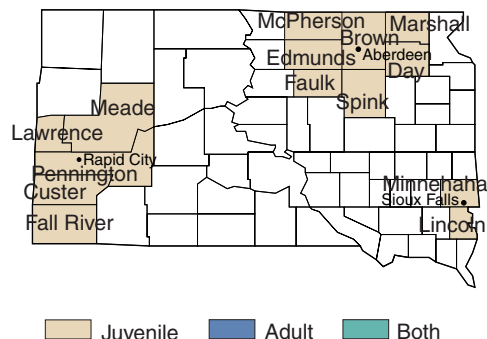 McPherson
Marshall
Brown
Aberdeen
Edmunds
Day
Faulk
Spink
Meade
Lawrence
Rapid City
Pennington
Custer
Minnehaha
Sioux Falls
Fall River
Lincoln
Juvenile Adult Both